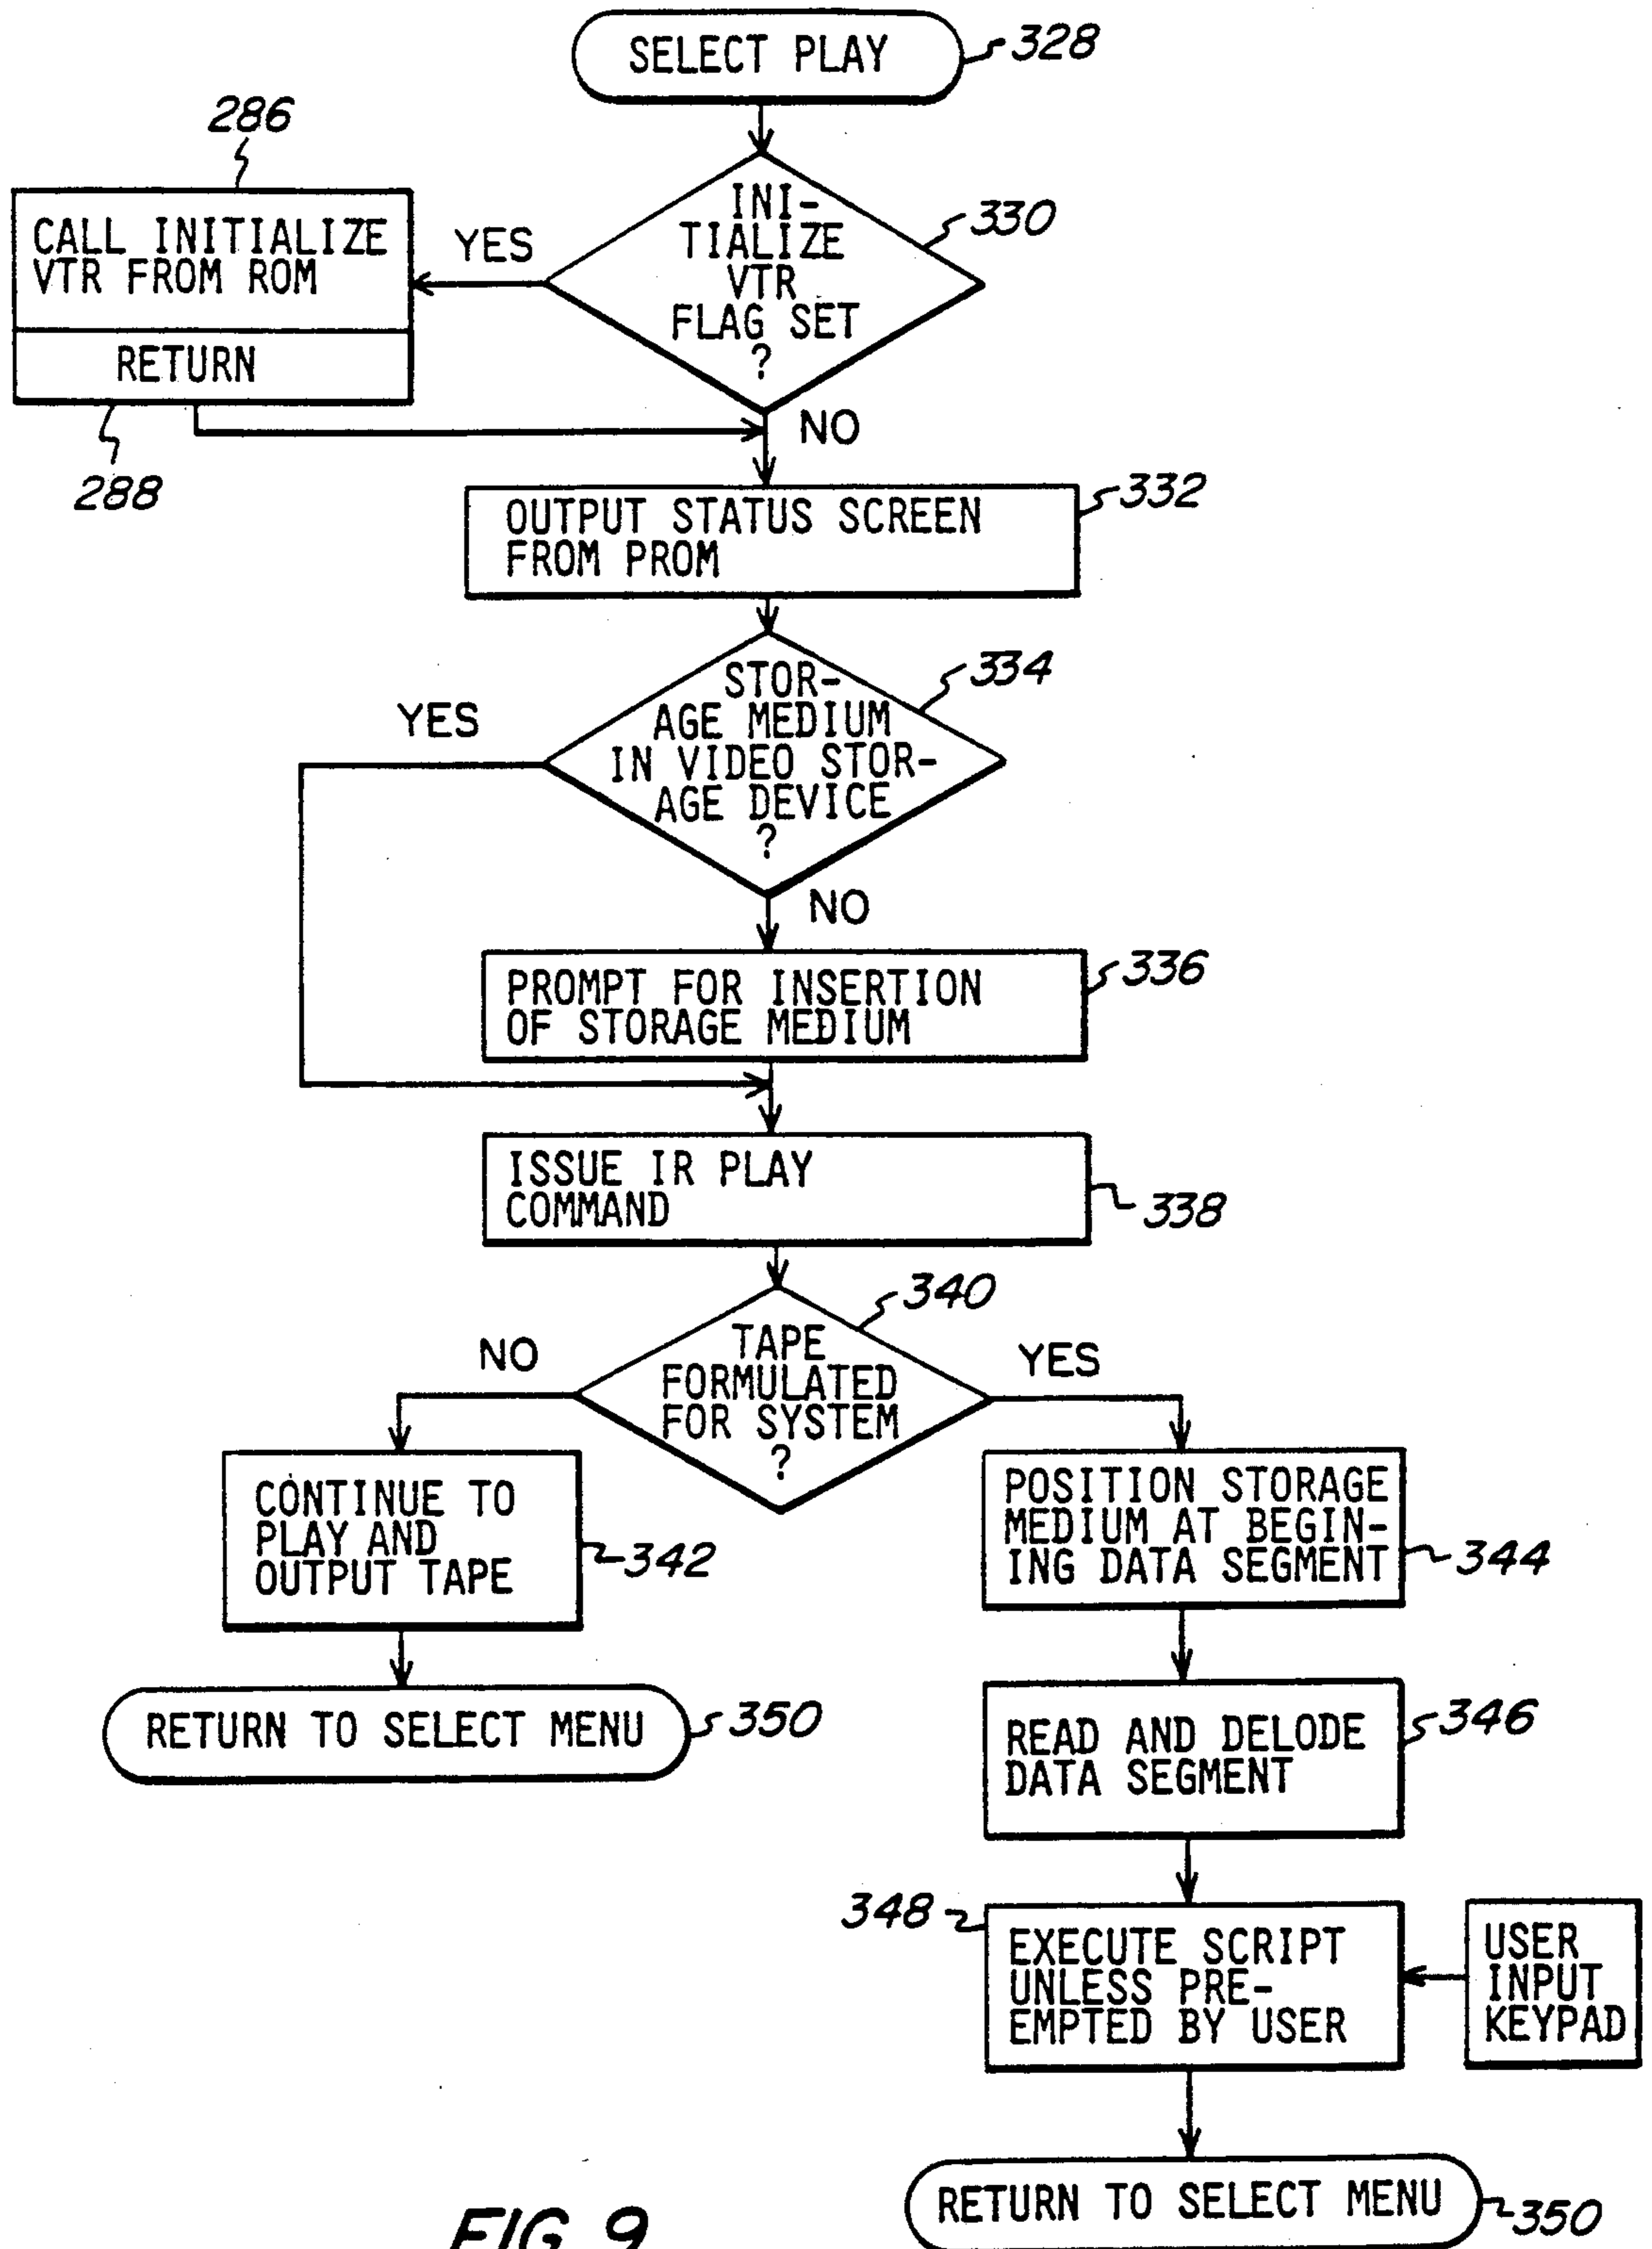 SELECT PLAY
328
286
CALL INITIALIZE
VTR FROM ROM
RETURN
288
YES
INI-
TIALIZE
VTR
FLAG SET
?
330
NO
OUTPUT STATUS SCREEN
FROM PROM
332
STOR-
AGE MEDIUM
IN VIDEO STOR-
AGE DEVICE
?
334
YES
NO
PROMPT FOR INSERTION
OF STORAGE MEDIUM
336
ISSUE IR PLAY
COMMAND
338
TAPE
FORMULATED
FOR SYSTEM
?
340
NO
YES
CONTINUE TO
PLAY AND
OUTPUT TAPE
342
RETURN TO SELECT MENU
350
POSITION STORAGE
MEDIUM AT BEGIN-
ING DATA SEGMENT
344
READ AND DELODE
DATA SEGMENT
346
348
EXECUTE SCRIPT
UNLESS PRE-
EMPTED BY USER
USER
INPUT
KEYPAD
RETURN TO SELECT MENU
350
FIG 9